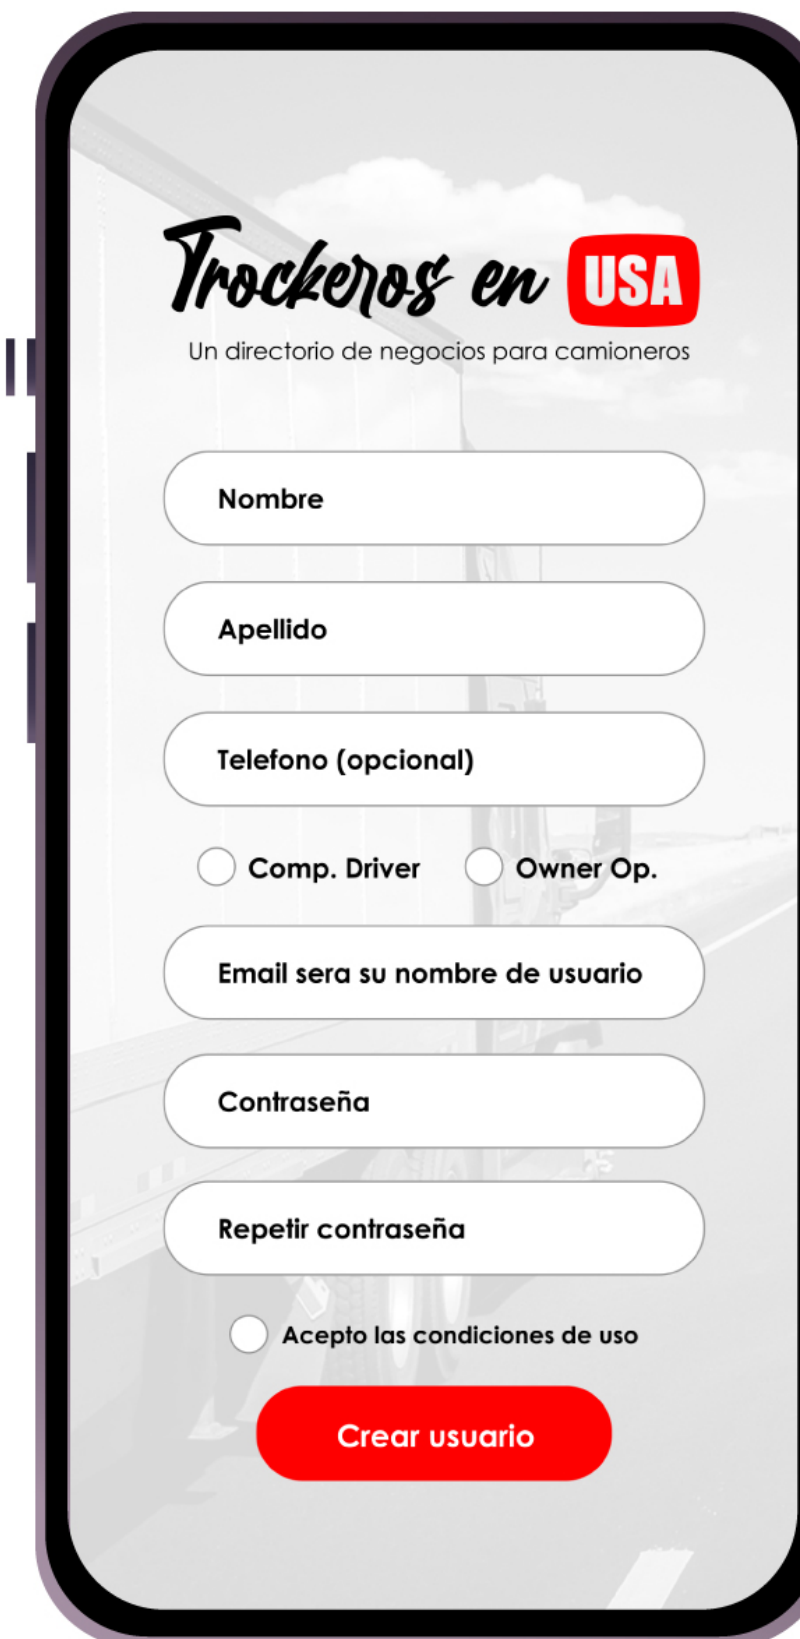 Trockeros en USA
Un directorio de negocios para camioneros
Nombre
Apellido
Telefono (opcional)
Comp. Driver Owner Op.
Email sera su nombre de usuario
Contraseña
Repetir contraseña
Acepto las condiciones de uso
Crear usuario